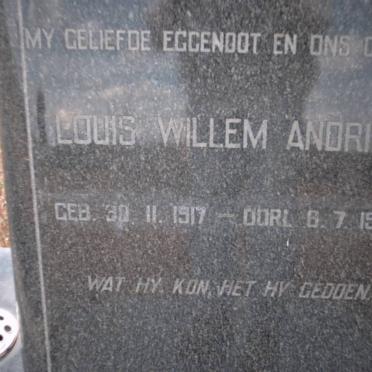 MY GELIEFDE EGGENOOT EN ONS
LOUIS WILLEM ANDRI
GEB. 30. 11. 1917 — OORL. 6. 7. 19
WAT HY KON, HET HY GEDOEN.